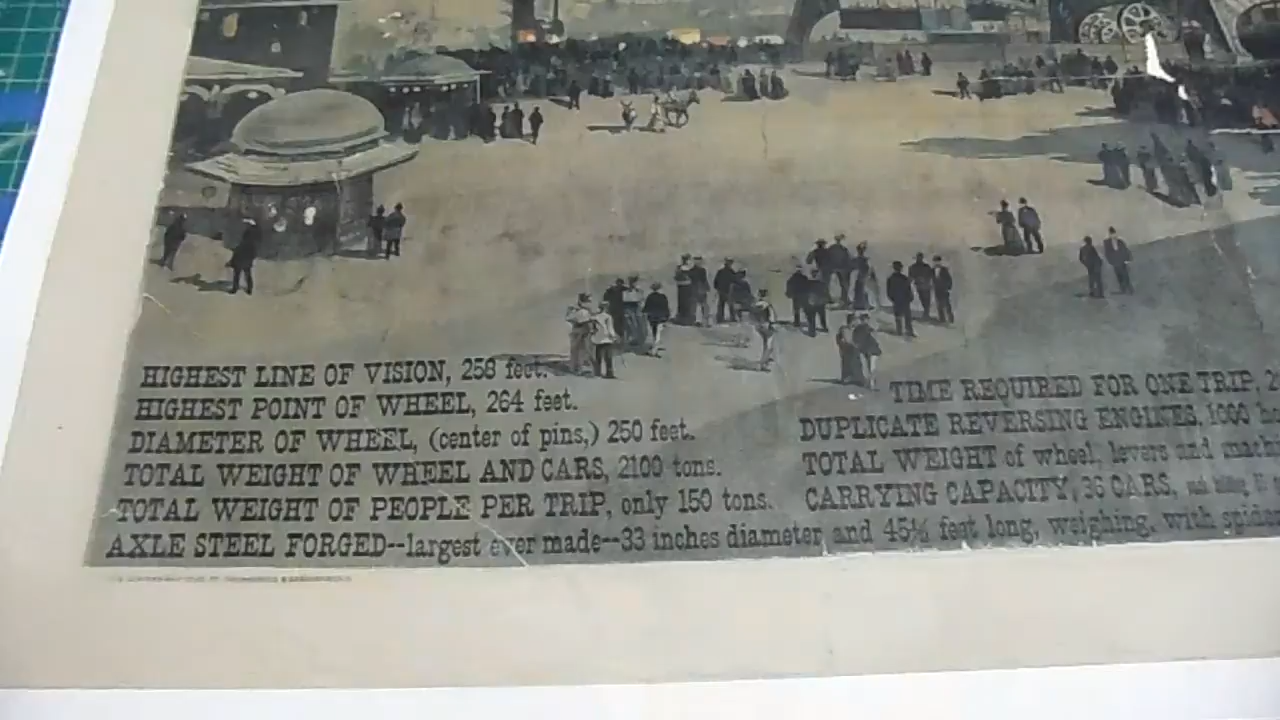 HIGHEST LINE OF VISION, 258 feet.
HIGHEST POINT OF WHEEL, 264 feet.
DIAMETER OF WHEEL, (center of pins,) 250 feet.
TOTAL WEIGHT OF WHEEL AND CARS, 2100 tons.
TOTAL WEIGHT OF PEOPLE PER TRIP, only 150 tons.
TIME REQUIRED FOR ONE TRIP,
DUPLICATE REVERSING ENGINES, 1000
TOTAL WEIGHT of wheel, levers and
CARRYING CAPACITY, 36 CARS,
AXLE STEEL FORGED--largest ever made--33 inches diameter and 45½ feet long, weighing, with